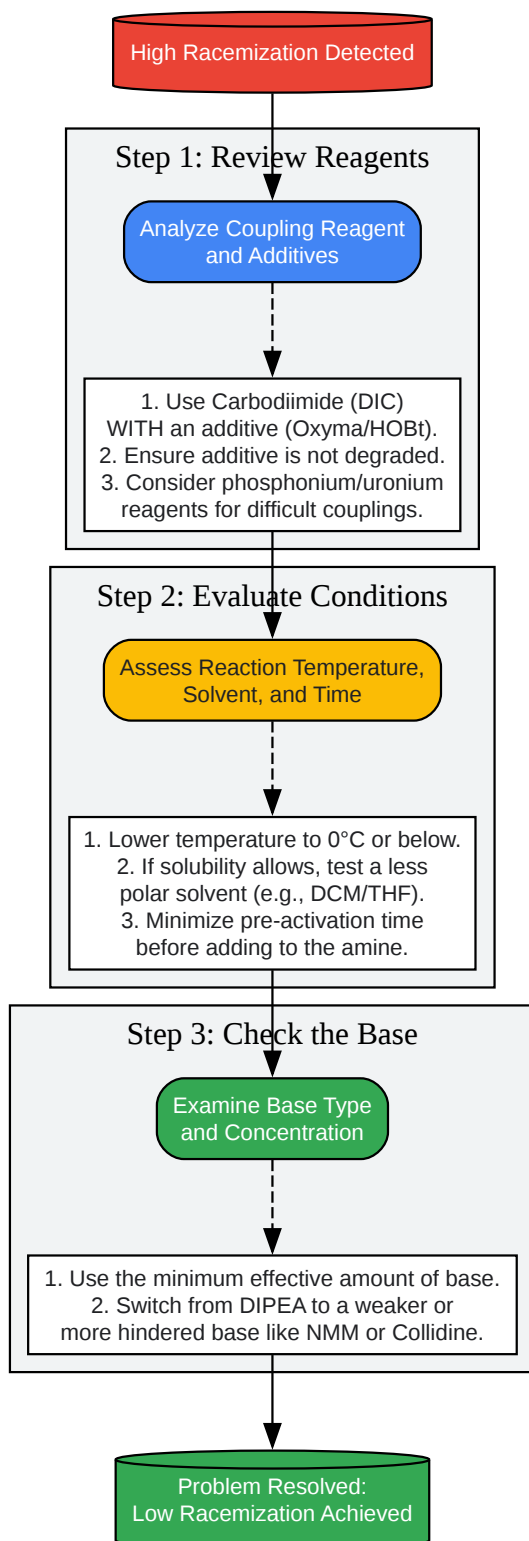 High Racemization Detected
Step 1: Review Reagents
Analyze Coupling Reagent
and Additives
1. Use Carbodiimide (DIC)
WITH an additive (Oxyma/HOBt).
2. Ensure additive is not degraded.
3. Consider phosphonium/uronium
reagents for difficult couplings.
Step 2: Evaluate Conditions
Assess Reaction Temperature,
Solvent, and Time
1. Lower temperature to 0°C or below.
2. If solubility allows, test a less
polar solvent (e.g., DCM/THF).
3. Minimize pre-activation time
before adding to the amine.
Step 3: Check the Base
Examine Base Type
and Concentration
1. Use the minimum effective amount of base.
2. Switch from DIPEA to a weaker or
more hindered base like NMM or Collidine.
Problem Resolved:
Low Racemization Achieved